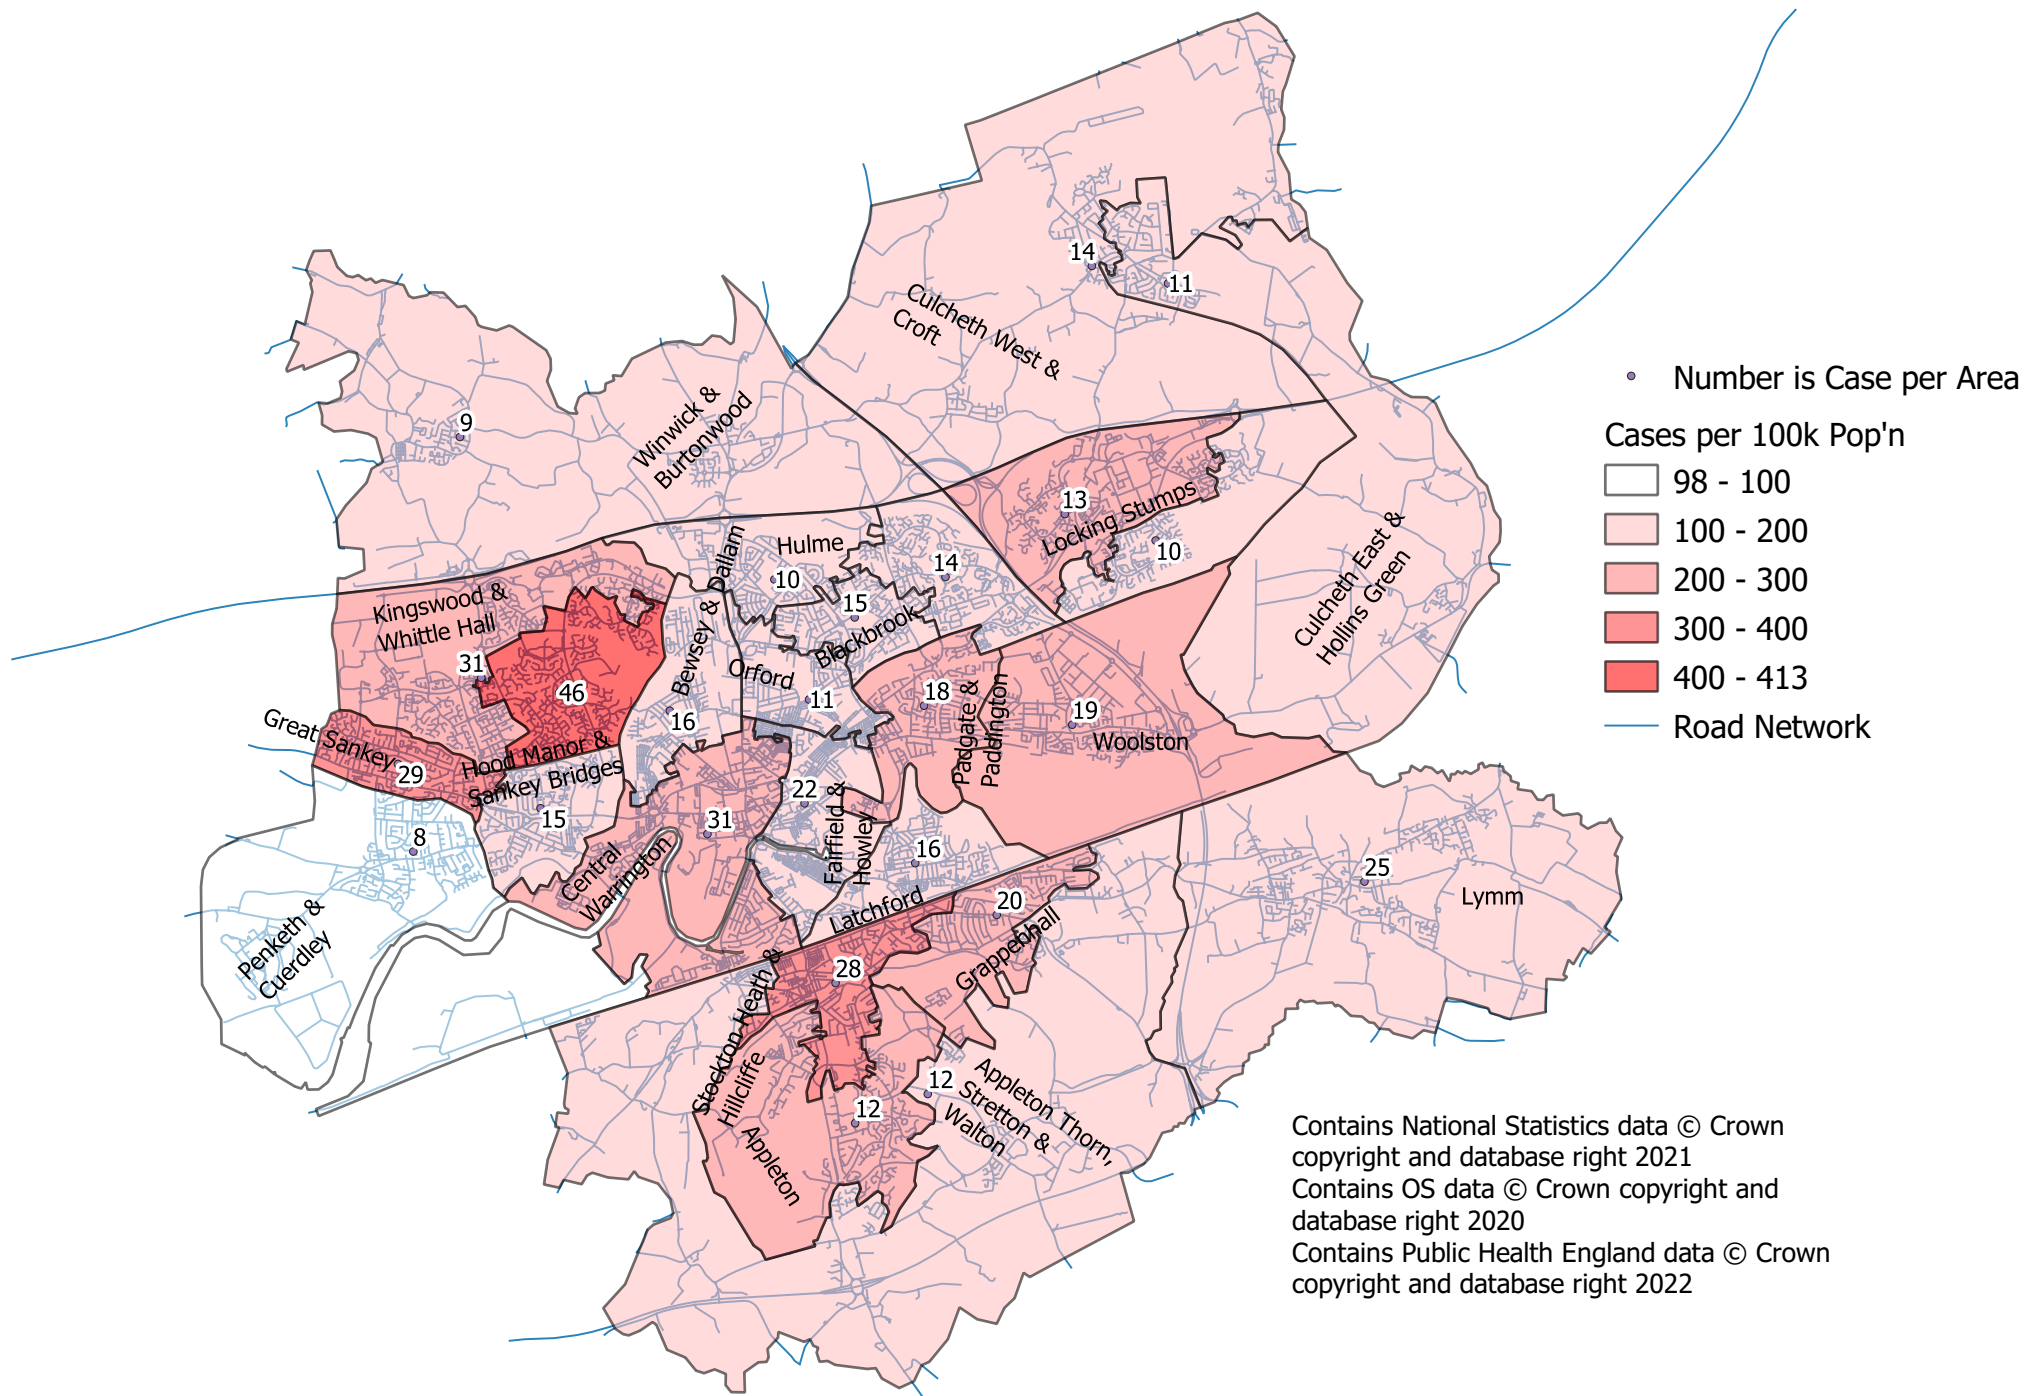 14
11
Culcheth West &
Croft
9
Winwick &
Burtonwood
13
Locking Stumps
10
Culcheth East &
Hollins Green
Hulme
10
14
15
Blackbrook
Bewsey & Dallam
16
Orford
11
Kingswood &
Whittle Hall
31
46
Great Sankey
29
Hood Manor &
Sankey Bridges
15
8
Penketh &
Cuerdley
Central
Warrington
31
22
Fairfield &
Howley
18
Padgate &
Paddington
19
Woolston
16
Latchford
25
Lymm
20
Grappenhall
28
Stockton Heath &
Hillcliffe
12
Appleton
12
Appleton Thorn,
Stretton &
Walton
Number is Case per Area
Cases per 100k Pop'n
98 - 100
100 - 200
200 - 300
300 - 400
400 - 413
Road Network
Contains National Statistics data © Crown
copyright and database right 2021
Contains OS data © Crown copyright and
database right 2020
Contains Public Health England data © Crown
copyright and database right 2022